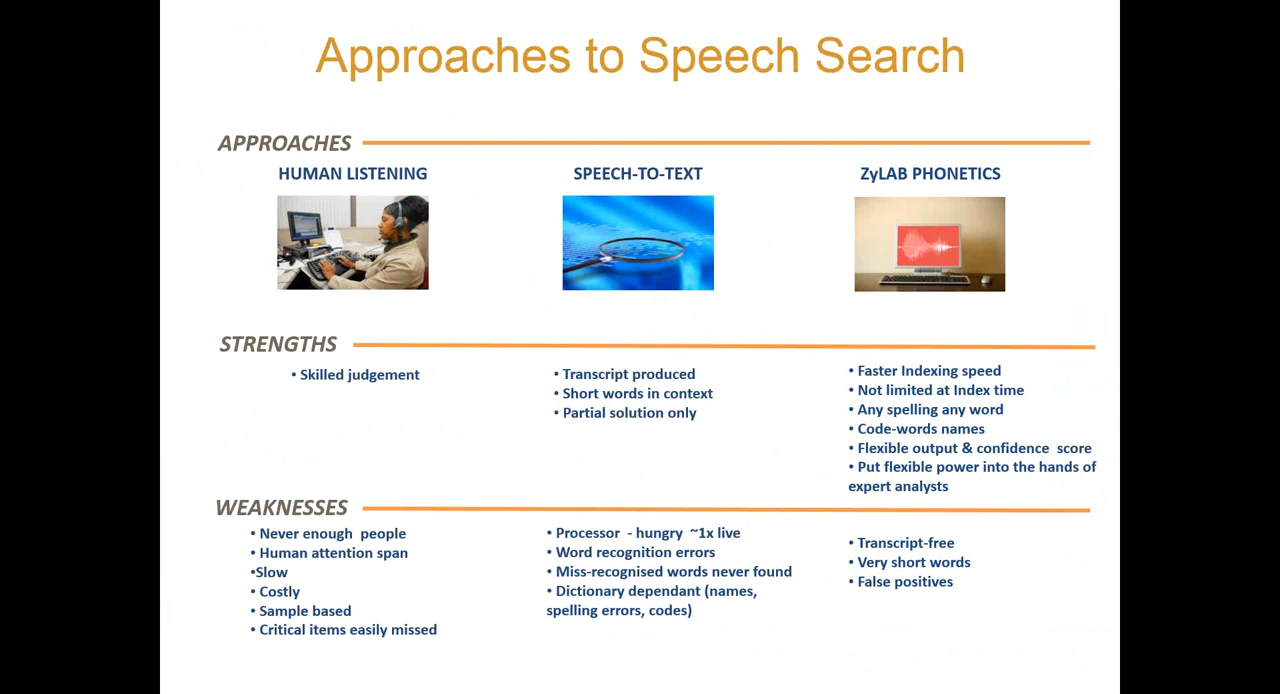 Approaches to Speech Search
APPROACHES
HUMAN LISTENING
SPEECH-TO-TEXT
ZyLAB PHONETICS
STRENGTHS
• Skilled judgement
• Transcript produced
• Short words in context
• Partial solution only
• Faster Indexing speed
• Not limited at Index time
• Any spelling any word
• Code-words names
• Flexible output & confidence score
• Put flexible power into the hands of
expert analysts
WEAKNESSES
• Never enough people
• Human attention span
•Slow
• Costly
• Sample based
• Critical items easily missed
• Processor - hungry ~1x live
• Word recognition errors
• Miss-recognised words never found
• Dictionary dependant (names,
spelling errors, codes)
• Transcript-free
• Very short words
• False positives